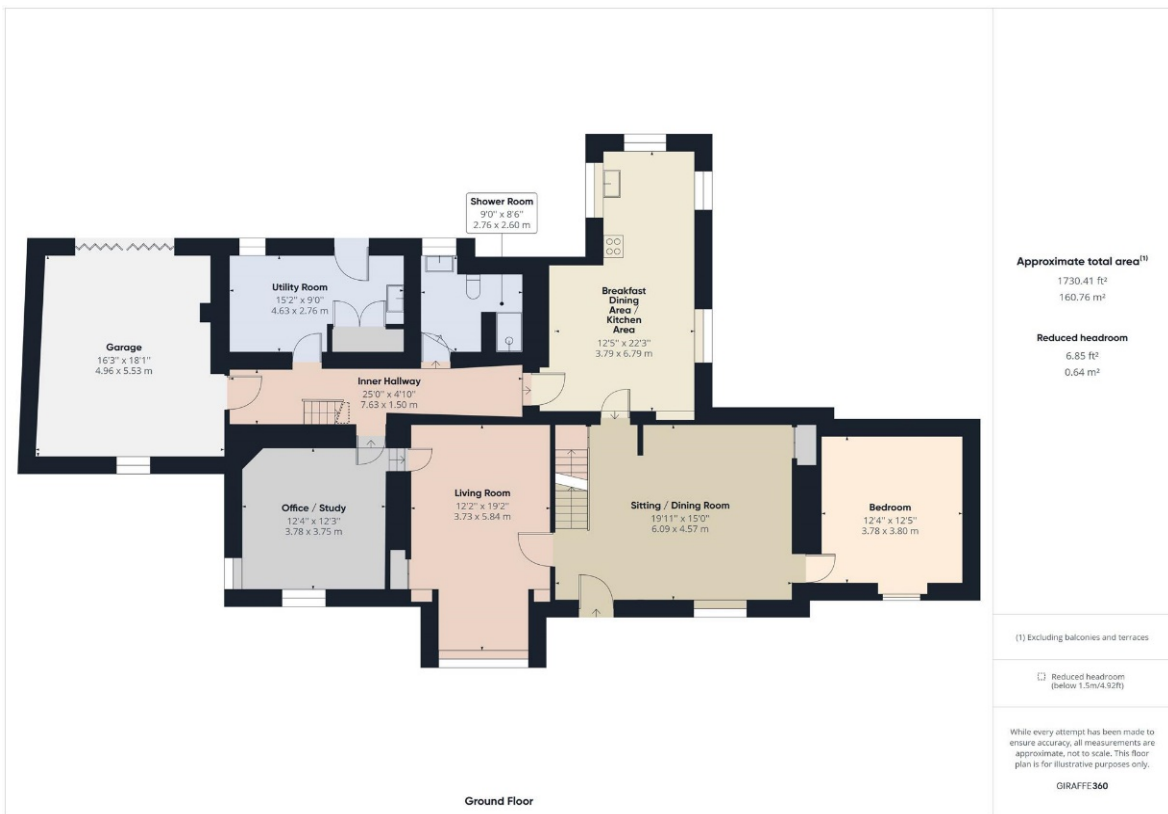 Shower Room
9'0" x 8'6"
2.76 x 2.60 m
Utility Room
15'2" x 9'0"
4.63 x 2.76 m
Garage
16'3" x 18'1"
4.96 x 5.53 m
Breakfast
Dining
Area /
Kitchen
Area
12'5" x 22'3"
3.79 x 6.79 m
Inner Hallway
25'0" x 4'10"
7.63 x 1.50 m
Office / Study
12'4" x 12'3"
3.78 x 3.75 m
Living Room
12'2" x 19'2"
3.73 x 5.84 m
Sitting / Dining Room
19'11" x 15'0"
6.09 x 4.57 m
Bedroom
12'4" x 12'5"
3.78 x 3.80 m
Ground Floor
Approximate total area(1)
1730.41 ft²
160.76 m²
Reduced headroom
6.85 ft²
0.64 m²
(1) Excluding balconies and terraces
Reduced headroom
(below 1.5m/4.92ft)
While every attempt has been made to
ensure accuracy, all measurements are
approximate, not to scale. This floor
plan is for illustrative purposes only.
GIRAFFE360